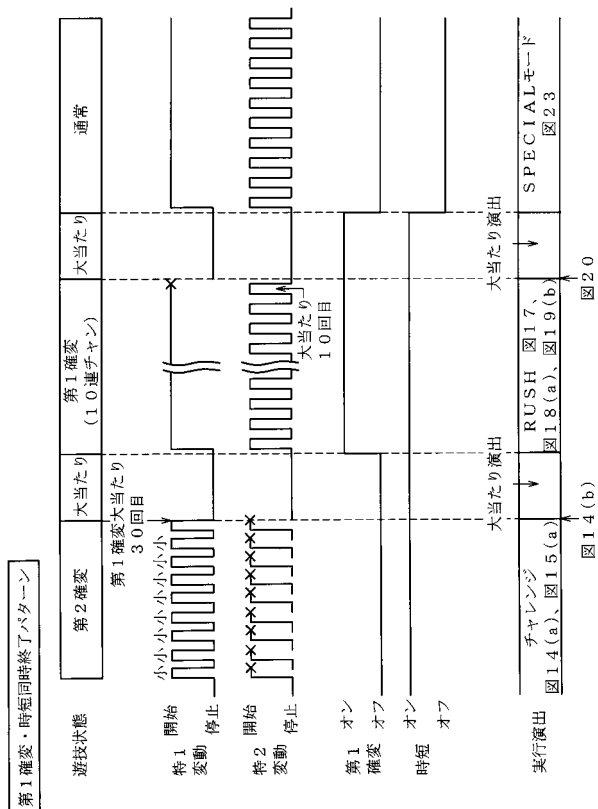 第1確変・時短同時終了パターン
遊技状態
第2確変
大当たり
第1確変
(10連チャン)
大当たり
通常
第1確変大当たり
30回目
小小小小小小小小
特1
変動
開始
停止
特2
変動
開始
停止
大当たり
10回目
第1
確変
オン
オフ
時短
オン
オフ
大当たり演出
大当たり演出
実行演出
チャレンジ
図14(a)、図15(a)
RUSH 図17、
図18(a)、図19(b)
SPECIALモード
図23
図14(b)
図20